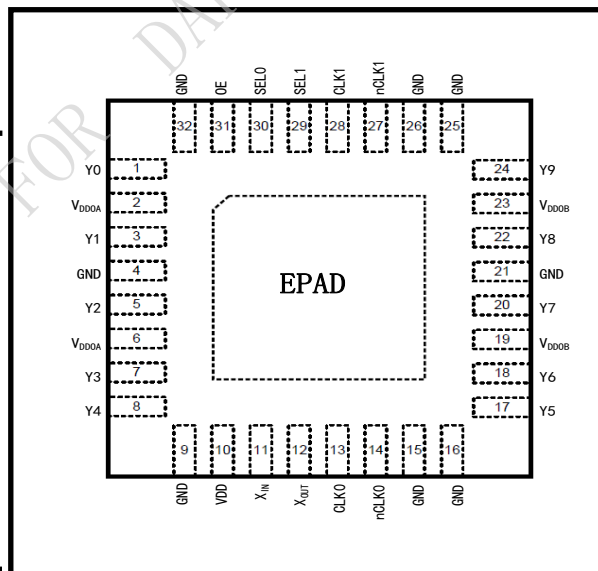 FOR DA
GND OE SEL0 SEL1 CLK1 nCLK1 GND GND
32 31 30 29 28 27 26 25
Y0 1 24 Y9
VDDOA 2 23 VDDOB
Y1 3 22 Y8
GND 4 21 GND
EPAD
Y2 5 20 Y7
VDDOA 6 19 VDDOB
Y3 7 18 Y6
Y4 8 17 Y5
9 10 11 12 13 14 15 16
GND VDD XIN XOUT CLK0 nCLK0 GND GND